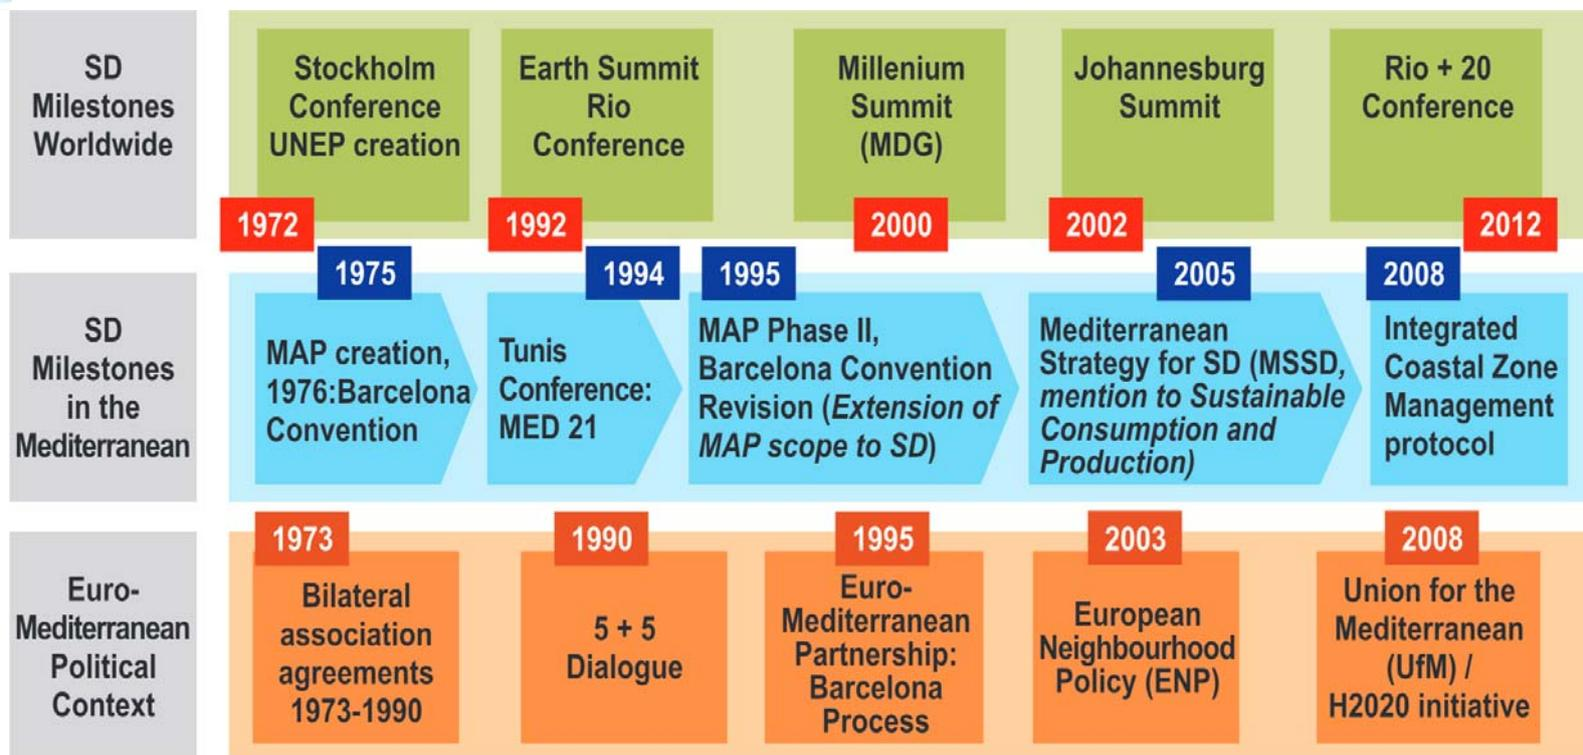 SD
Milestones
Worldwide
Stockholm
Conference
UNEP creation
1972
Earth Summit
Rio
Conference
1992
Millenium
Summit
(MDG)
2000
Johannesburg
Summit
2002
Rio + 20
Conference
2012
SD
Milestones
in the
Mediterranean
1975
MAP creation,
1976:Barcelona
Convention
1994
Tunis
Conference:
MED 21
1995
MAP Phase II,
Barcelona Convention
Revision (Extension of
MAP scope to SD)
2005
Mediterranean
Strategy for SD (MSSD,
mention to Sustainable
Consumption and
Production)
2008
Integrated
Coastal Zone
Management
protocol
Euro-
Mediterranean
Political
Context
1973
Bilateral
association
agreements
1973-1990
1990
5 + 5
Dialogue
1995
Euro-
Mediterranean
Partnership:
Barcelona
Process
2003
European
Neighbourhood
Policy (ENP)
2008
Union for the
Mediterranean
(UfM) /
H2020 initiative